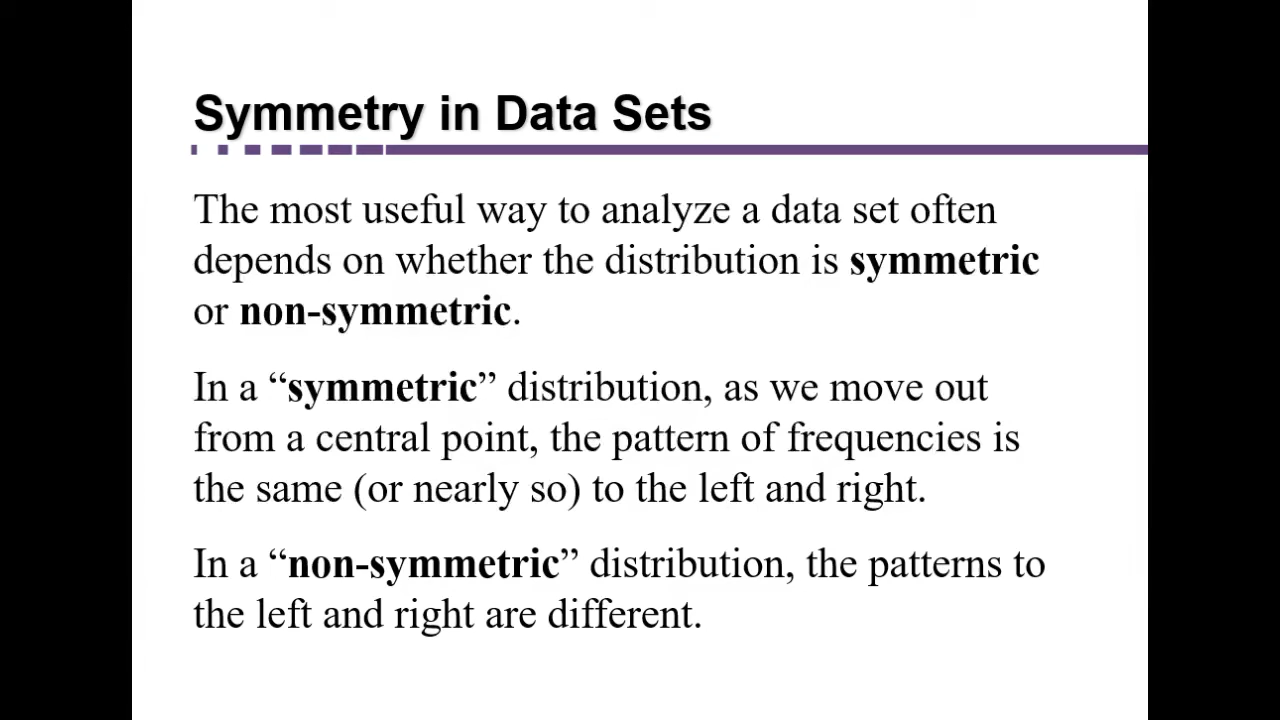 Symmetry in Data Sets
The most useful way to analyze a data set often
depends on whether the distribution is symmetric
or non-symmetric.
In a “symmetric” distribution, as we move out
from a central point, the pattern of frequencies is
the same (or nearly so) to the left and right.
In a “non-symmetric” distribution, the patterns to
the left and right are different.